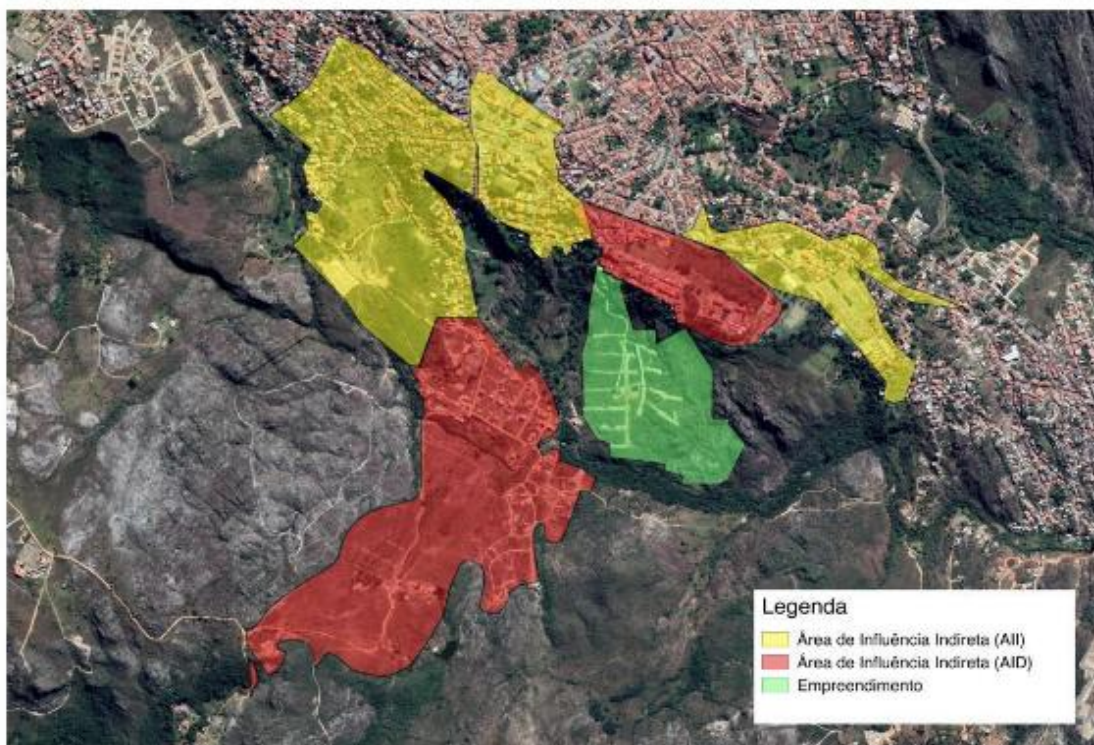 Legenda
Área de Influência Indireta (AII)
Área de Influência Indireta (AID)
Empreendimento